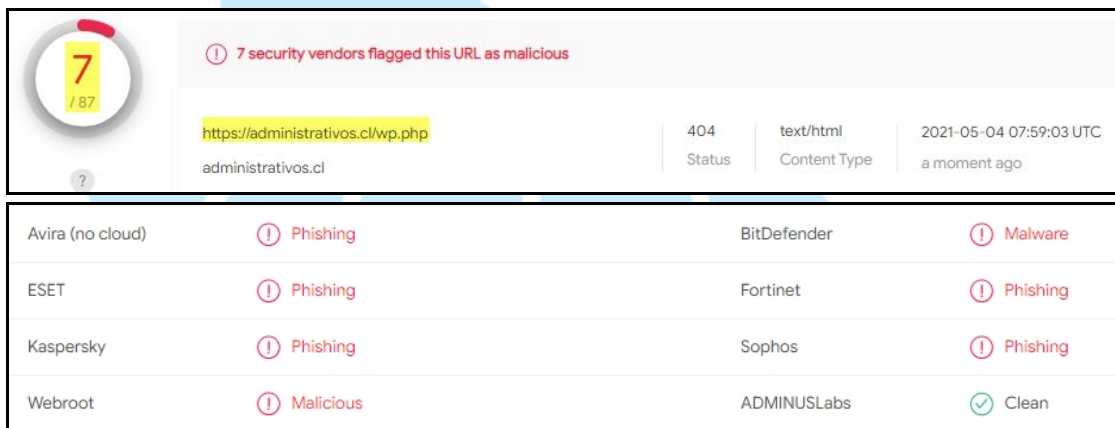 7
/ 87
?
7 security vendors flagged this URL as malicious
https://administrativos.cl/wp.php
administrativos.cl
404
Status
text/html
Content Type
2021-05-04 07:59:03 UTC
a moment ago
Avira (no cloud) Phishing BitDefender Malware
ESET Phishing Fortinet Phishing
Kaspersky Phishing Sophos Phishing
Webroot Malicious ADMINUSLabs Clean